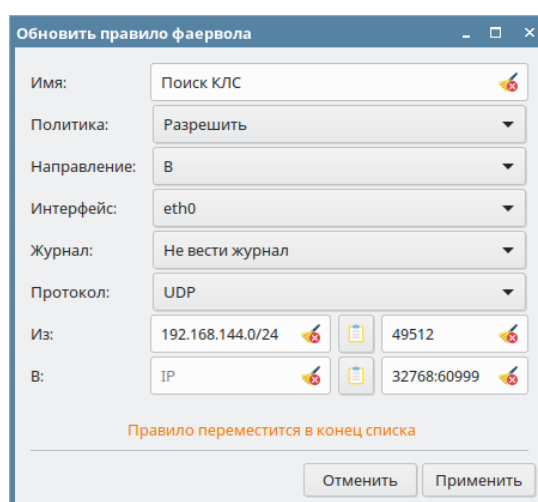 Обновить правило фаервола
Имя: Поиск КЛС
Политика: Разрешить
Направление: В
Интерфейс: eth0
Журнал: Не вести журнал
Протокол: UDP
Из: 192.168.144.0/24 49512
В: IP 32768:60999
Правило переместится в конец списка
Отменить Применить